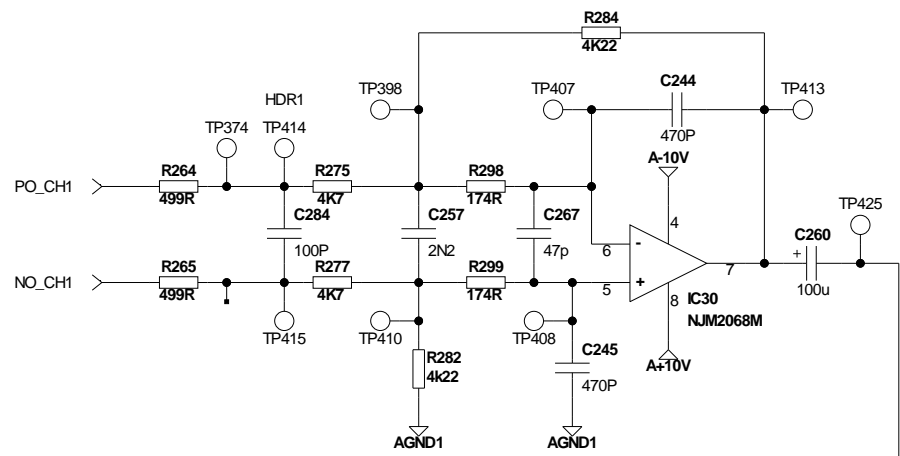 R284
4K22
TP398
TP407
C244
TP413
470P
HDR1
TP374
TP414
A-10V
R264
R275
R298
PO_CH1
499R
4K7
174R
TP425
C284
C257
C267
4
C260
100P
2N2
47p
6
-
7
+
100u
R265
R277
R299
NO_CH1
5
+
499R
4K7
174R
8
IC30
NJM2068M
TP415
TP410
TP408
R282
C245
A+10V
4k22
470P
AGND1
AGND1